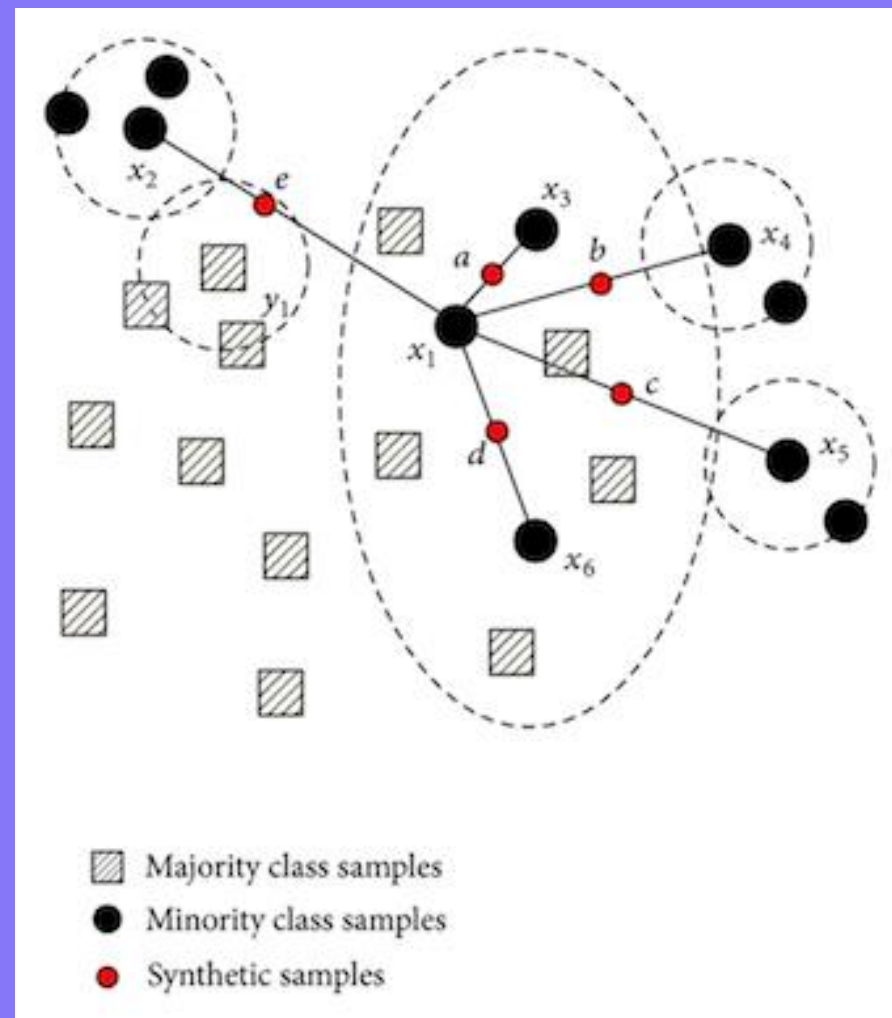 x2
e
x3
a
b
x4
y1
x1
c
x5
d
x6
Majority class samples
Minority class samples
Synthetic samples